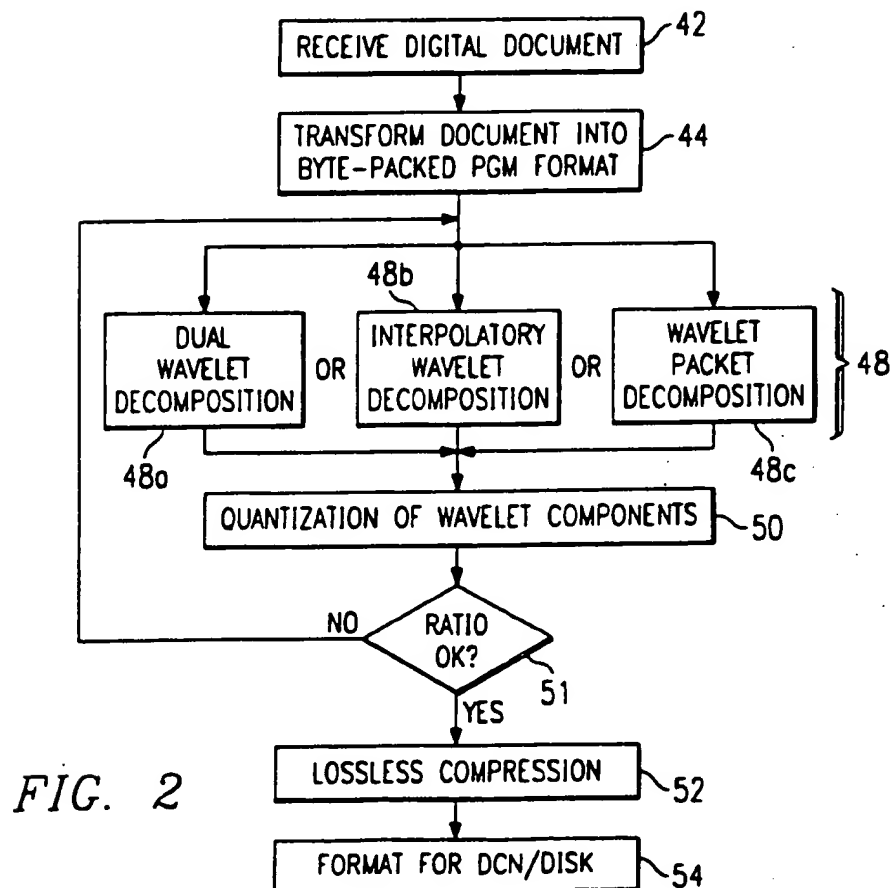 RECEIVE DIGITAL DOCUMENT
42
TRANSFORM DOCUMENT INTO
BYTE-PACKED PGM FORMAT
44
48b
DUAL
WAVELET
DECOMPOSITION
OR
INTERPOLATORY
WAVELET
DECOMPOSITION
OR
WAVELET
PACKET
DECOMPOSITION
48
48a
48c
QUANTIZATION OF WAVELET COMPONENTS
50
NO
RATIO
OK?
51
YES
LOSSLESS COMPRESSION
52
FIG. 2
FORMAT FOR DCN/DISK
54